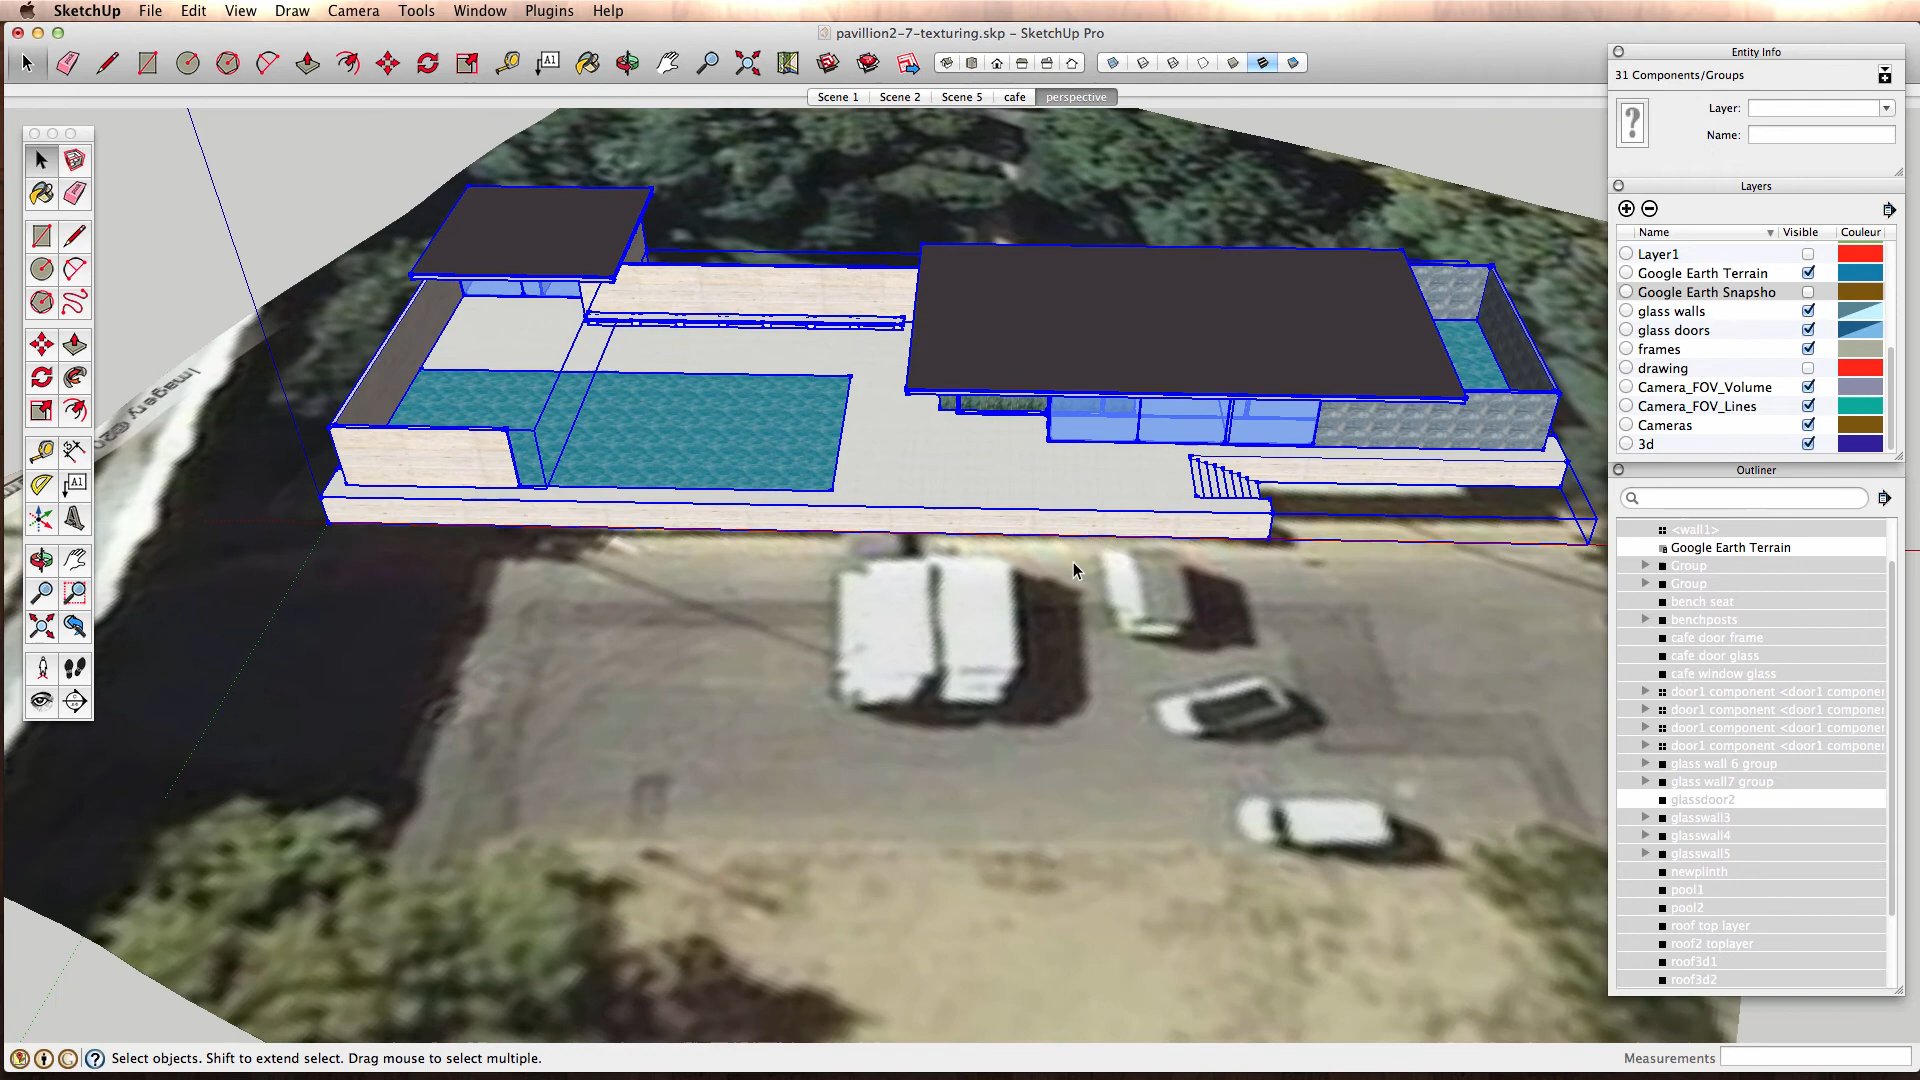 SketchUp File Edit View Draw Camera Tools Window Plugins Help
pavillion2-7-texturing.skp – SketchUp Pro
A1
Scene 1 Scene 2 Scene 5 cafe perspective
Entity Info
31 Components/Groups
Layer:
Name:
Layers
Name Visible Couleur
Layer1
Google Earth Terrain
Google Earth Snapsho
glass walls
glass doors
frames
drawing
Camera_FOV_Volume
Camera_FOV_Lines
Cameras
3d
Outliner
<wall1>
Google Earth Terrain
Group
Group
bench seat
benchposts
cafe door frame
cafe door glass
cafe window glass
door1 component <door1 compone
door1 component <door1 compone
door1 component <door1 compone
door1 component <door1 compone
glass wall 6 group
glass wall7 group
glassdoor2
glasswall3
glasswall4
glasswall5
newplinth
pool1
pool2
roof top layer
roof2 toplayer
roof3d1
roof3d2
A1
Imagery ©20
Select objects. Shift to extend select. Drag mouse to select multiple.
Measurements